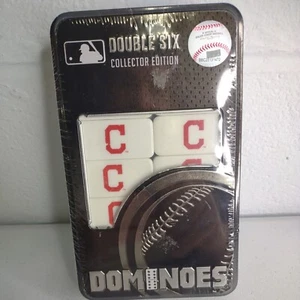 DOUBLE SIX
COLLECTOR EDITION
C C
C
DOMINOES